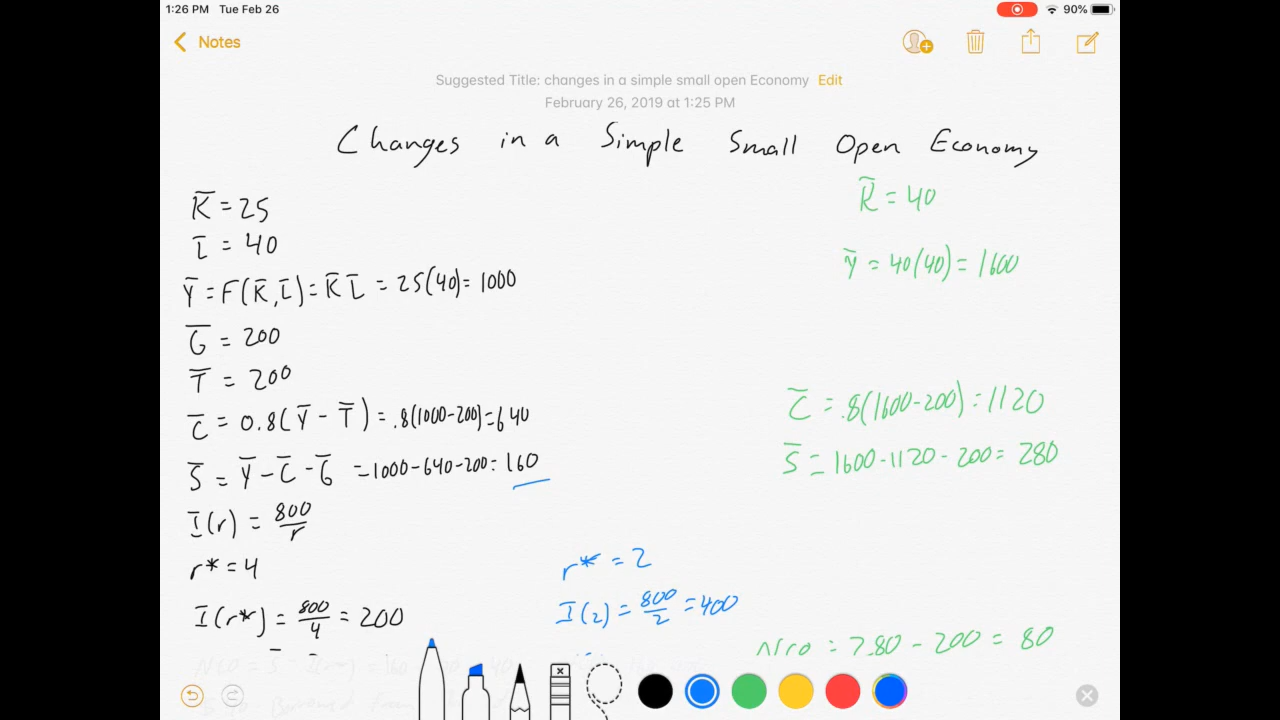 1:26 PM Tue Feb 26
90%
Notes
Suggested Title: changes in a simple small open Economy Edit
February 26, 2019 at 1:25 PM
Changes in a Simple Small Open Economy
K̄ = 25
L̄ = 40
Ȳ = F(K̄, L̄) = K̄ L̄ = 25(40) = 1000
Ḡ = 200
T̄ = 200
C̄ = 0.8(Ȳ - T̄) = .8(1000-200) = 640
S̄ = Ȳ - C̄ - Ḡ = 1000-640-200 = 160
I(r) = 800/r
r* = 4
I(r*) = 800/4 = 200
r* = 2
I(2) = 800/2 = 400
K̄ = 40
Ȳ = 40(40) = 1600
C̄ = .8(1600-200) = 1120
S̄ = 1600-1120-200 = 280
NCO = 280 - 200 = 80